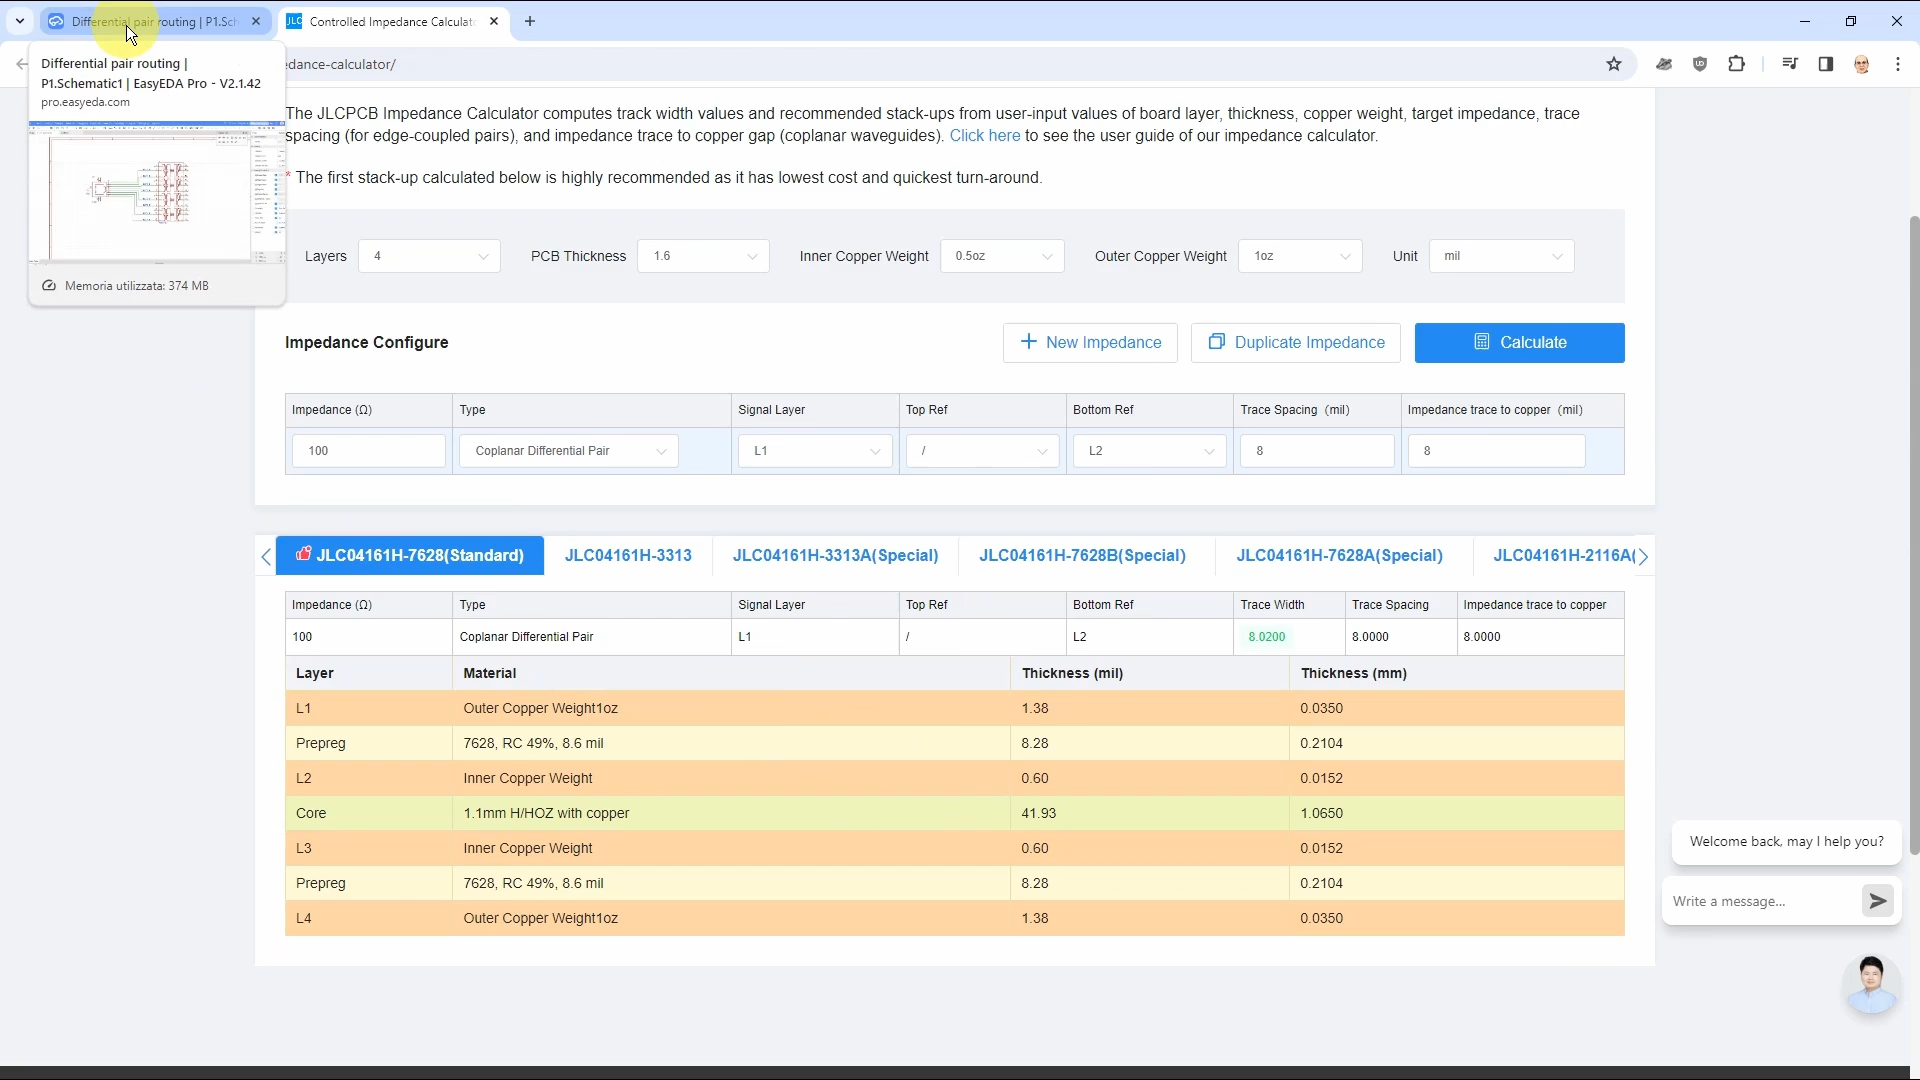 Differential pair routing | P1.Sch
JLC Controlled Impedance Calculat
Differential pair routing |
P1.Schematic1 | EasyEDA Pro - V2.1.42
pro.easyeda.com
Memoria utilizzata: 374 MB
dance-calculator/
The JLCPCB Impedance Calculator computes track width values and recommended stack-ups from user-input values of board layer, thickness, copper weight, target impedance, trace
spacing (for edge-coupled pairs), and impedance trace to copper gap (coplanar waveguides). Click here to see the user guide of our impedance calculator.
* The first stack-up calculated below is highly recommended as it has lowest cost and quickest turn-around.
Layers 4 PCB Thickness 1.6 Inner Copper Weight 0.5oz Outer Copper Weight 1oz Unit mil
Impedance Configure
New Impedance Duplicate Impedance Calculate
Impedance (Ω) Type Signal Layer Top Ref Bottom Ref Trace Spacing (mil) Impedance trace to copper (mil)
100 Coplanar Differential Pair L1 / L2 8 8
JLC04161H-7628(Standard) JLC04161H-3313 JLC04161H-3313A(Special) JLC04161H-7628B(Special) JLC04161H-7628A(Special) JLC04161H-2116A(
Impedance (Ω) Type Signal Layer Top Ref Bottom Ref Trace Width Trace Spacing Impedance trace to copper
100 Coplanar Differential Pair L1 / L2 8.0200 8.0000 8.0000
Layer Material Thickness (mil) Thickness (mm)
L1 Outer Copper Weight1oz 1.38 0.0350
Prepreg 7628, RC 49%, 8.6 mil 8.28 0.2104
L2 Inner Copper Weight 0.60 0.0152
Core 1.1mm H/HOZ with copper 41.93 1.0650
L3 Inner Copper Weight 0.60 0.0152
Prepreg 7628, RC 49%, 8.6 mil 8.28 0.2104
L4 Outer Copper Weight1oz 1.38 0.0350
Welcome back, may I help you?
Write a message...